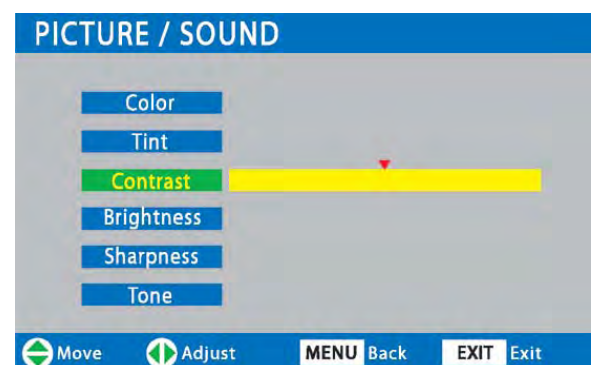 PICTURE / SOUND
Color
Tint
Contrast
Brightness
Sharpness
Tone
Move Adjust MENU Back EXIT Exit